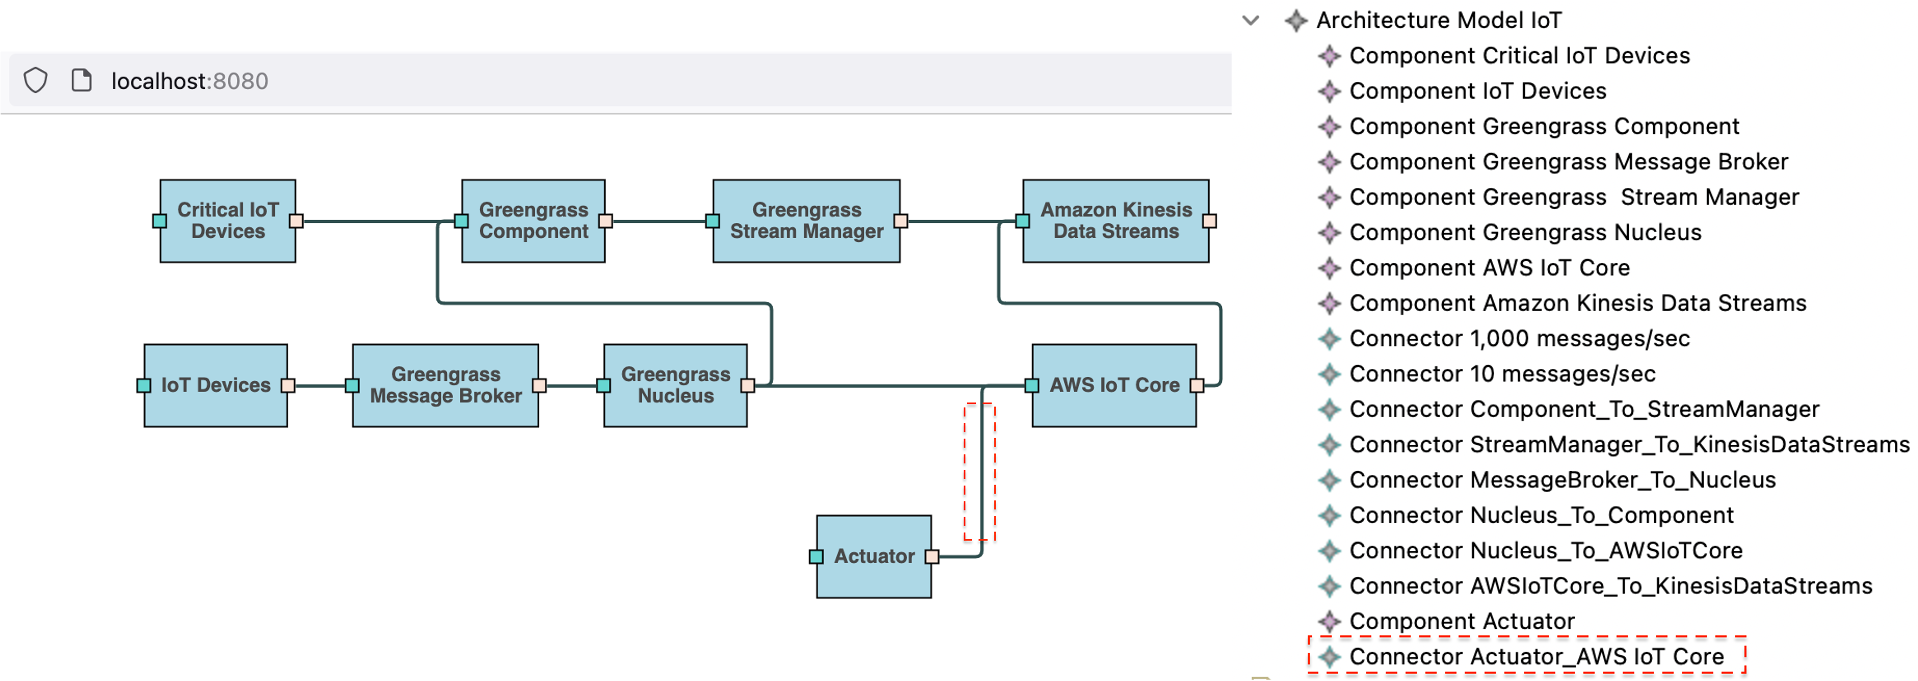 localhost:8080
Critical IoT
Devices
Greengrass
Component
Greengrass
Stream Manager
Amazon Kinesis
Data Streams
IoT Devices
Greengrass
Message Broker
Greengrass
Nucleus
AWS IoT Core
Actuator
Architecture Model IoT
Component Critical IoT Devices
Component IoT Devices
Component Greengrass Component
Component Greengrass Message Broker
Component Greengrass  Stream Manager
Component Greengrass Nucleus
Component AWS IoT Core
Component Amazon Kinesis Data Streams
Connector 1,000 messages/sec
Connector 10 messages/sec
Connector Component_To_StreamManager
Connector StreamManager_To_KinesisDataStreams
Connector MessageBroker_To_Nucleus
Connector Nucleus_To_Component
Connector Nucleus_To_AWSIoTCore
Connector AWSIoTCore_To_KinesisDataStreams
Component Actuator
Connector Actuator_AWS IoT Core